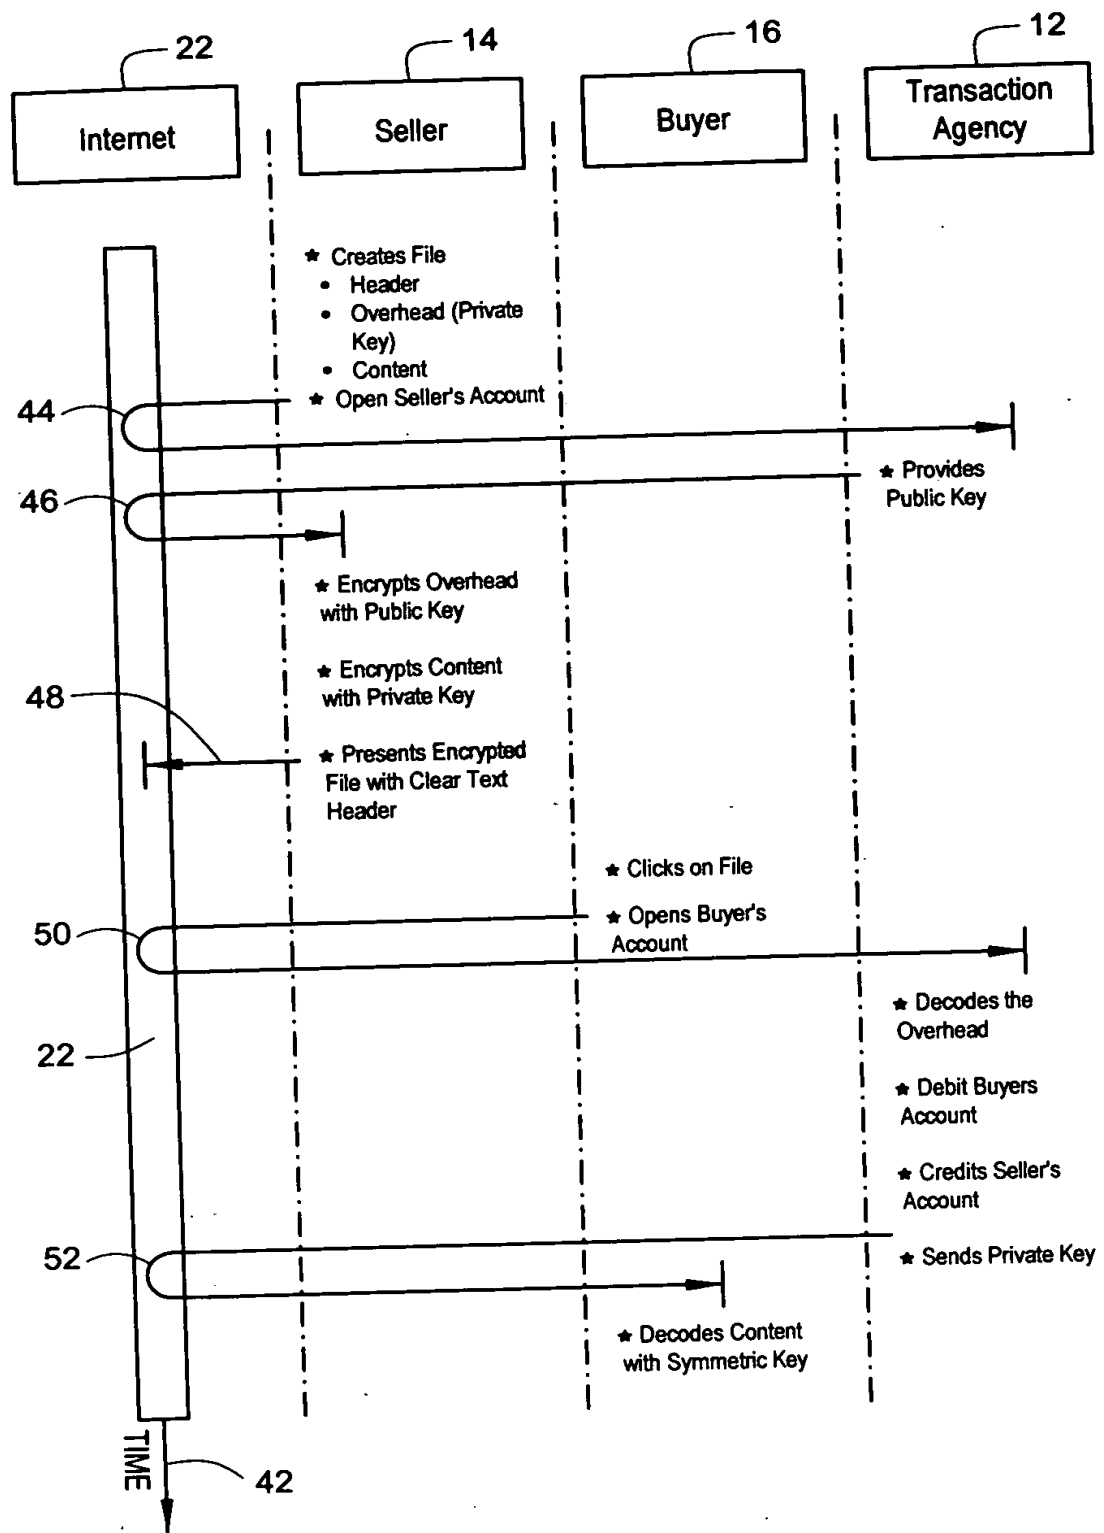 22
14
16
12
Internet
Seller
Buyer
Transaction
Agency
★ Creates File
• Header
• Overhead (Private
Key)
• Content
★ Open Seller's Account
44
★ Provides
Public Key
46
★ Encrypts Overhead
with Public Key
★ Encrypts Content
with Private Key
48
★ Presents Encrypted
File with Clear Text
Header
★ Clicks on File
★ Opens Buyer's
Account
50
★ Decodes the
Overhead
22
★ Debit Buyers
Account
★ Credits Seller's
Account
52
★ Sends Private Key
★ Decodes Content
with Symmetric Key
TIME
42